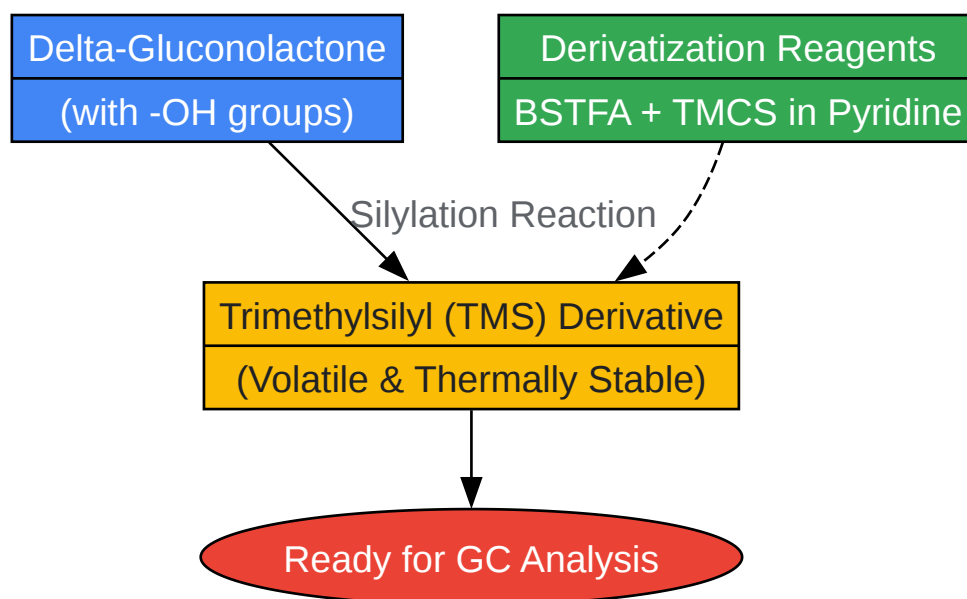 Delta-Gluconolactone
(with -OH groups)
Derivatization Reagents
BSTFA + TMCS in Pyridine
Silylation Reaction
Trimethylsilyl (TMS) Derivative
(Volatile & Thermally Stable)
Ready for GC Analysis